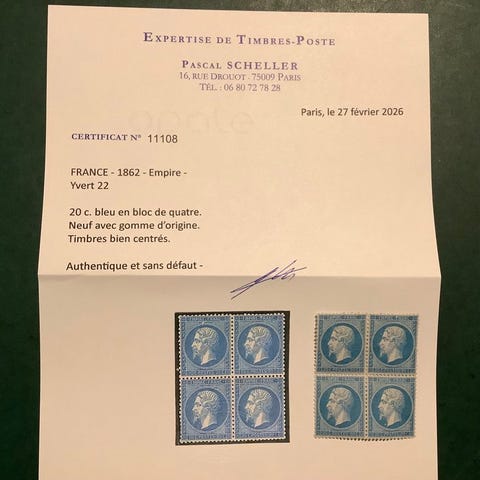 EXPERTISE DE TIMBRES-POSTE
PASCAL SCHELLER
16, RUE DROUOT - 75009 PARIS
TÉL. : 06 80 72 78 28
Paris, le 27 février 2026
CERTIFICAT N° 11108
FRANCE - 1862 - Empire -
Yvert 22
20 c. bleu en bloc de quatre.
Neuf avec gomme d'origine.
Timbres bien centrés.
Authentique et sans défaut -